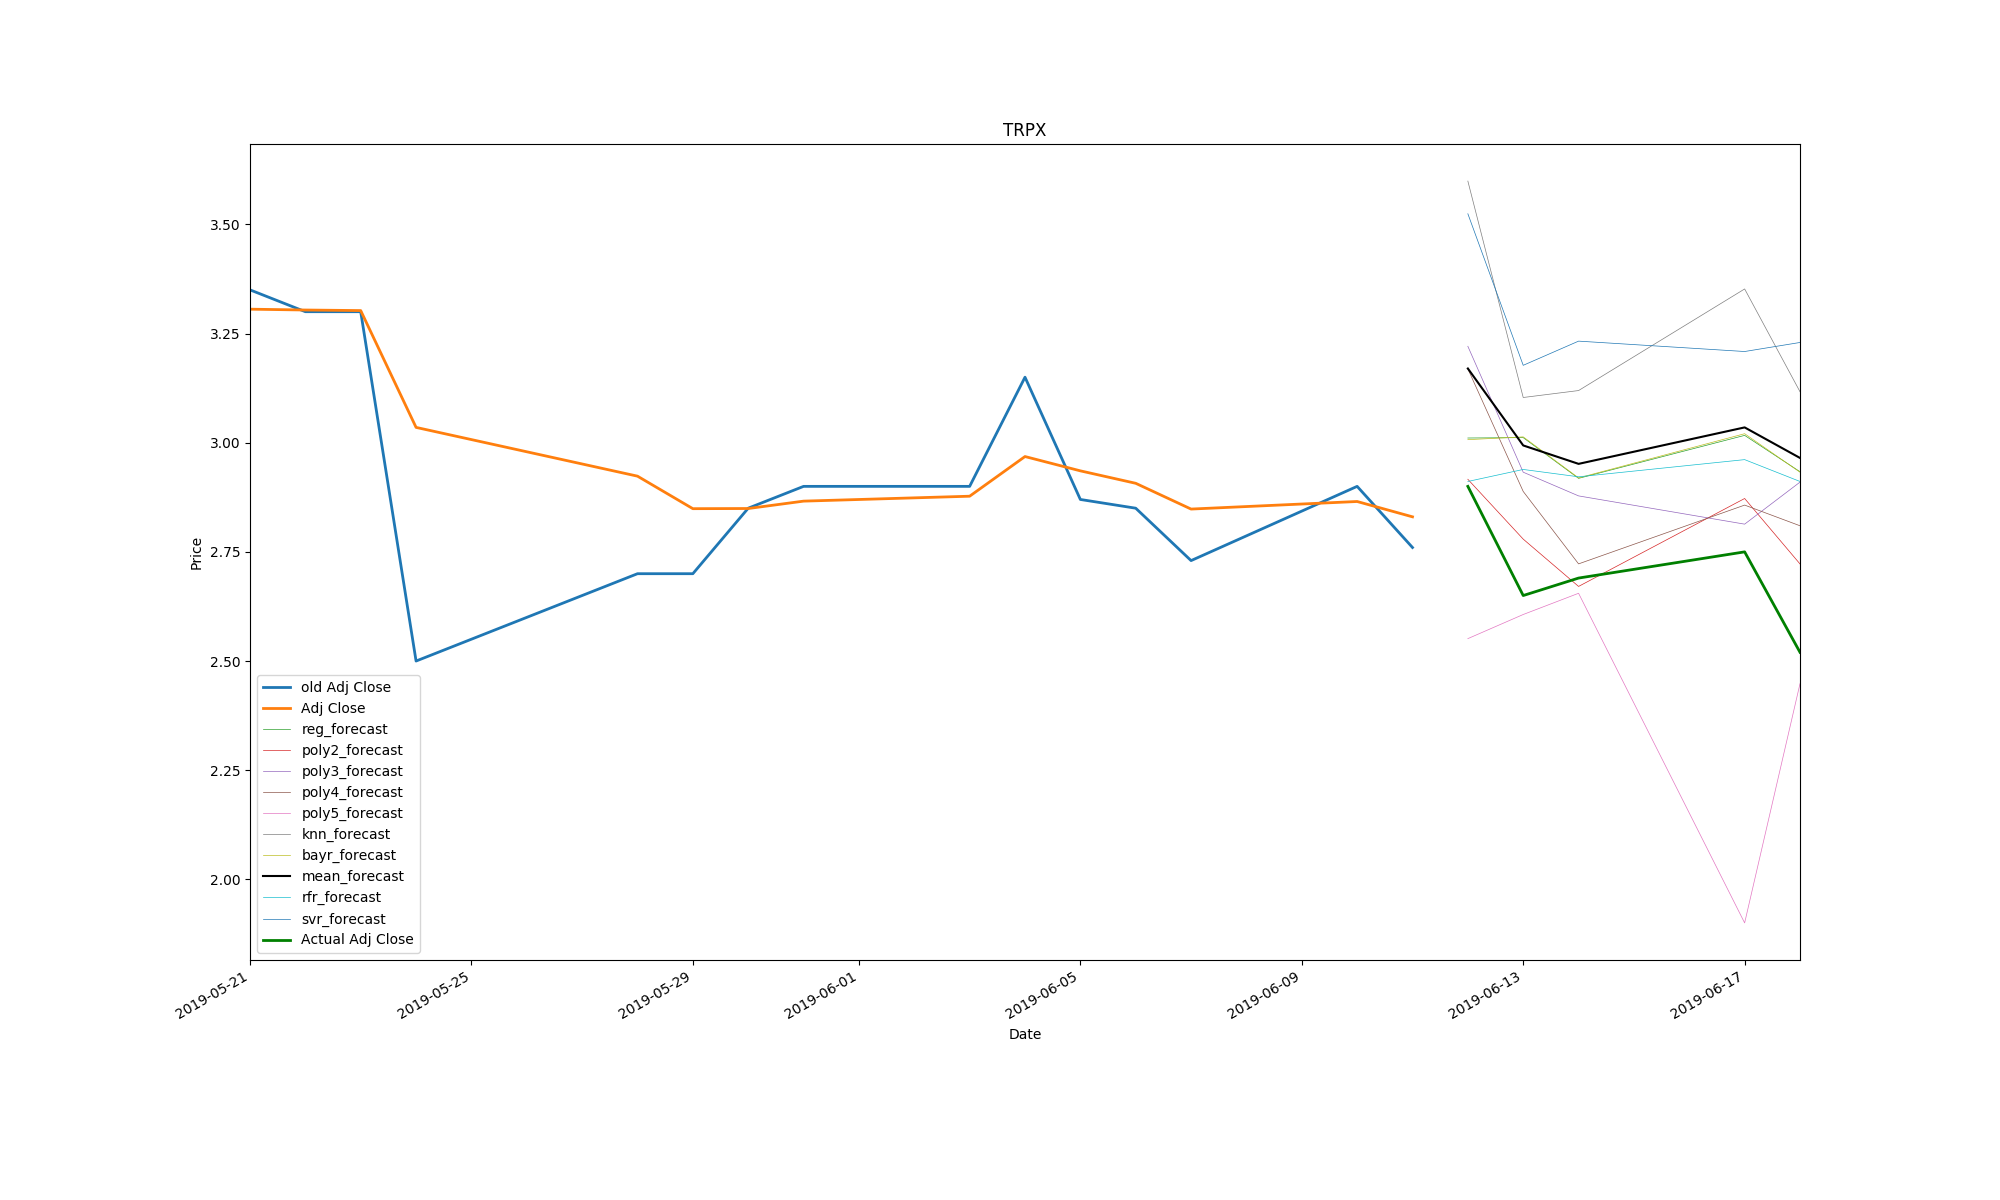 TRPX
3.50
3.25
3.00
2.75
2.50
2.25
2.00
Price
old Adj Close
Adj Close
reg_forecast
poly2_forecast
poly3_forecast
poly4_forecast
poly5_forecast
knn_forecast
bayr_forecast
mean_forecast
rfr_forecast
svr_forecast
Actual Adj Close
2019-05-21
2019-05-25
2019-05-29
2019-06-01
2019-06-05
2019-06-09
2019-06-13
2019-06-17
Date